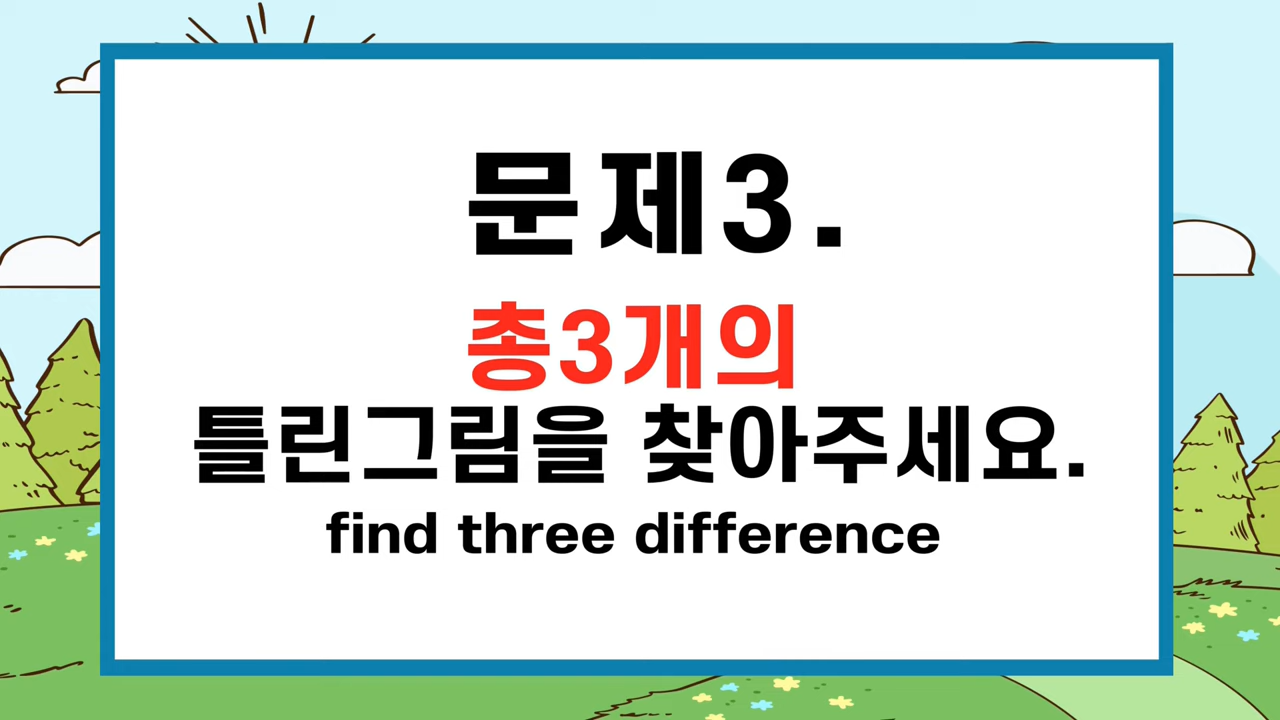 문제3.
총3개의
틀린그림을 찾아주세요.
find three difference